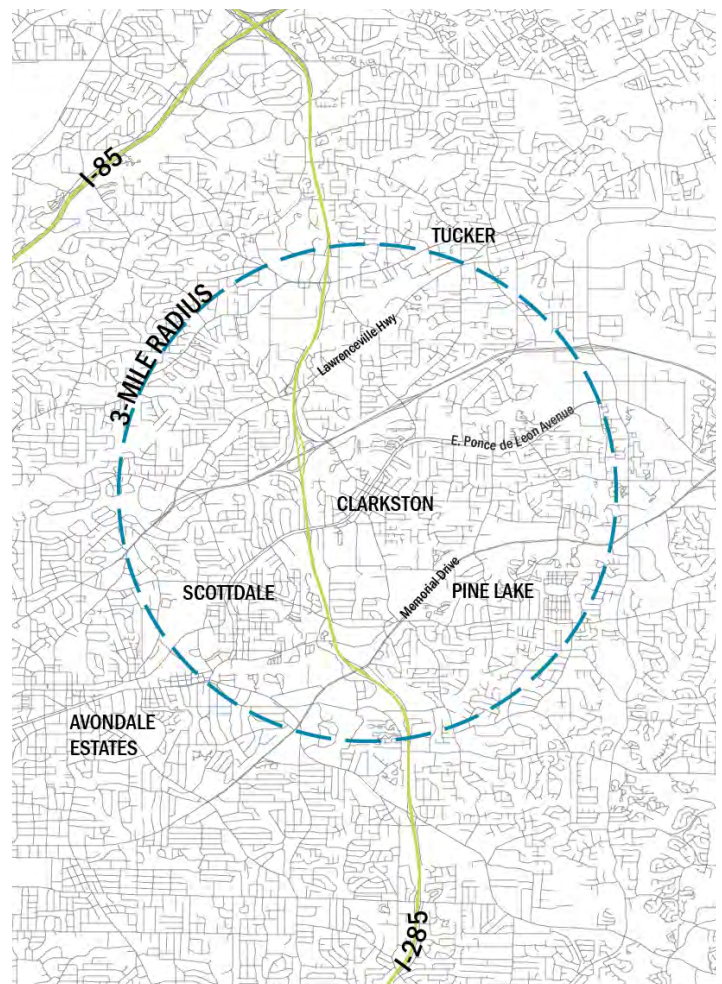 I-85
TUCKER
3-MILE RADIUS
Lawrenceville Hwy
E. Ponce de Leon Avenue
CLARKSTON
Memorial Drive
SCOTTDALE
PINE LAKE
AVONDALE
ESTATES
I-285